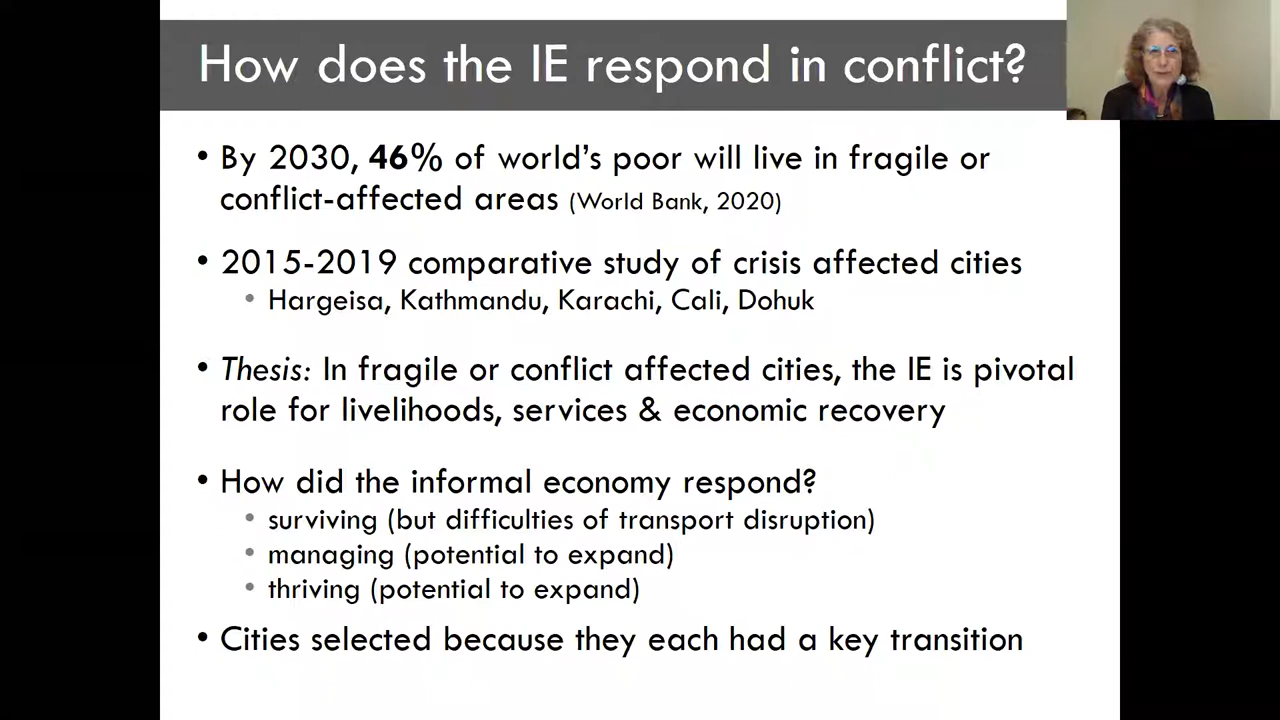 How does the IE respond in conflict?
• By 2030, 46% of world's poor will live in fragile or
conflict-affected areas (World Bank, 2020)
• 2015-2019 comparative study of crisis affected cities
• Hargeisa, Kathmandu, Karachi, Cali, Dohuk
• Thesis: In fragile or conflict affected cities, the IE is pivotal
role for livelihoods, services & economic recovery
• How did the informal economy respond?
• surviving (but difficulties of transport disruption)
• managing (potential to expand)
• thriving (potential to expand)
• Cities selected because they each had a key transition